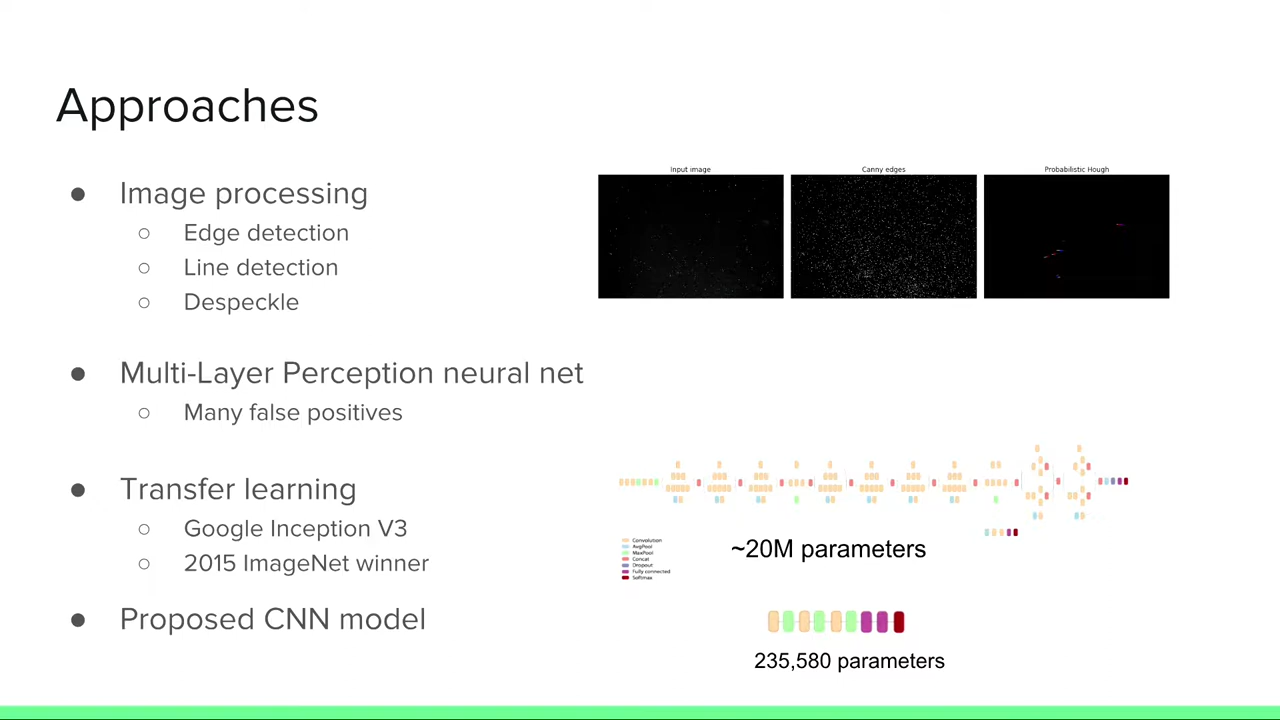 Approaches
● Image processing
○ Edge detection
○ Line detection
○ Despeckle
● Multi-Layer Perception neural net
○ Many false positives
● Transfer learning
○ Google Inception V3
○ 2015 ImageNet winner
● Proposed CNN model
Input image
Canny edges
Probabilistic Hough
Convolution
AvgPool
MaxPool
Concat
Dropout
Fully connected
Softmax
~20M parameters
235,580 parameters